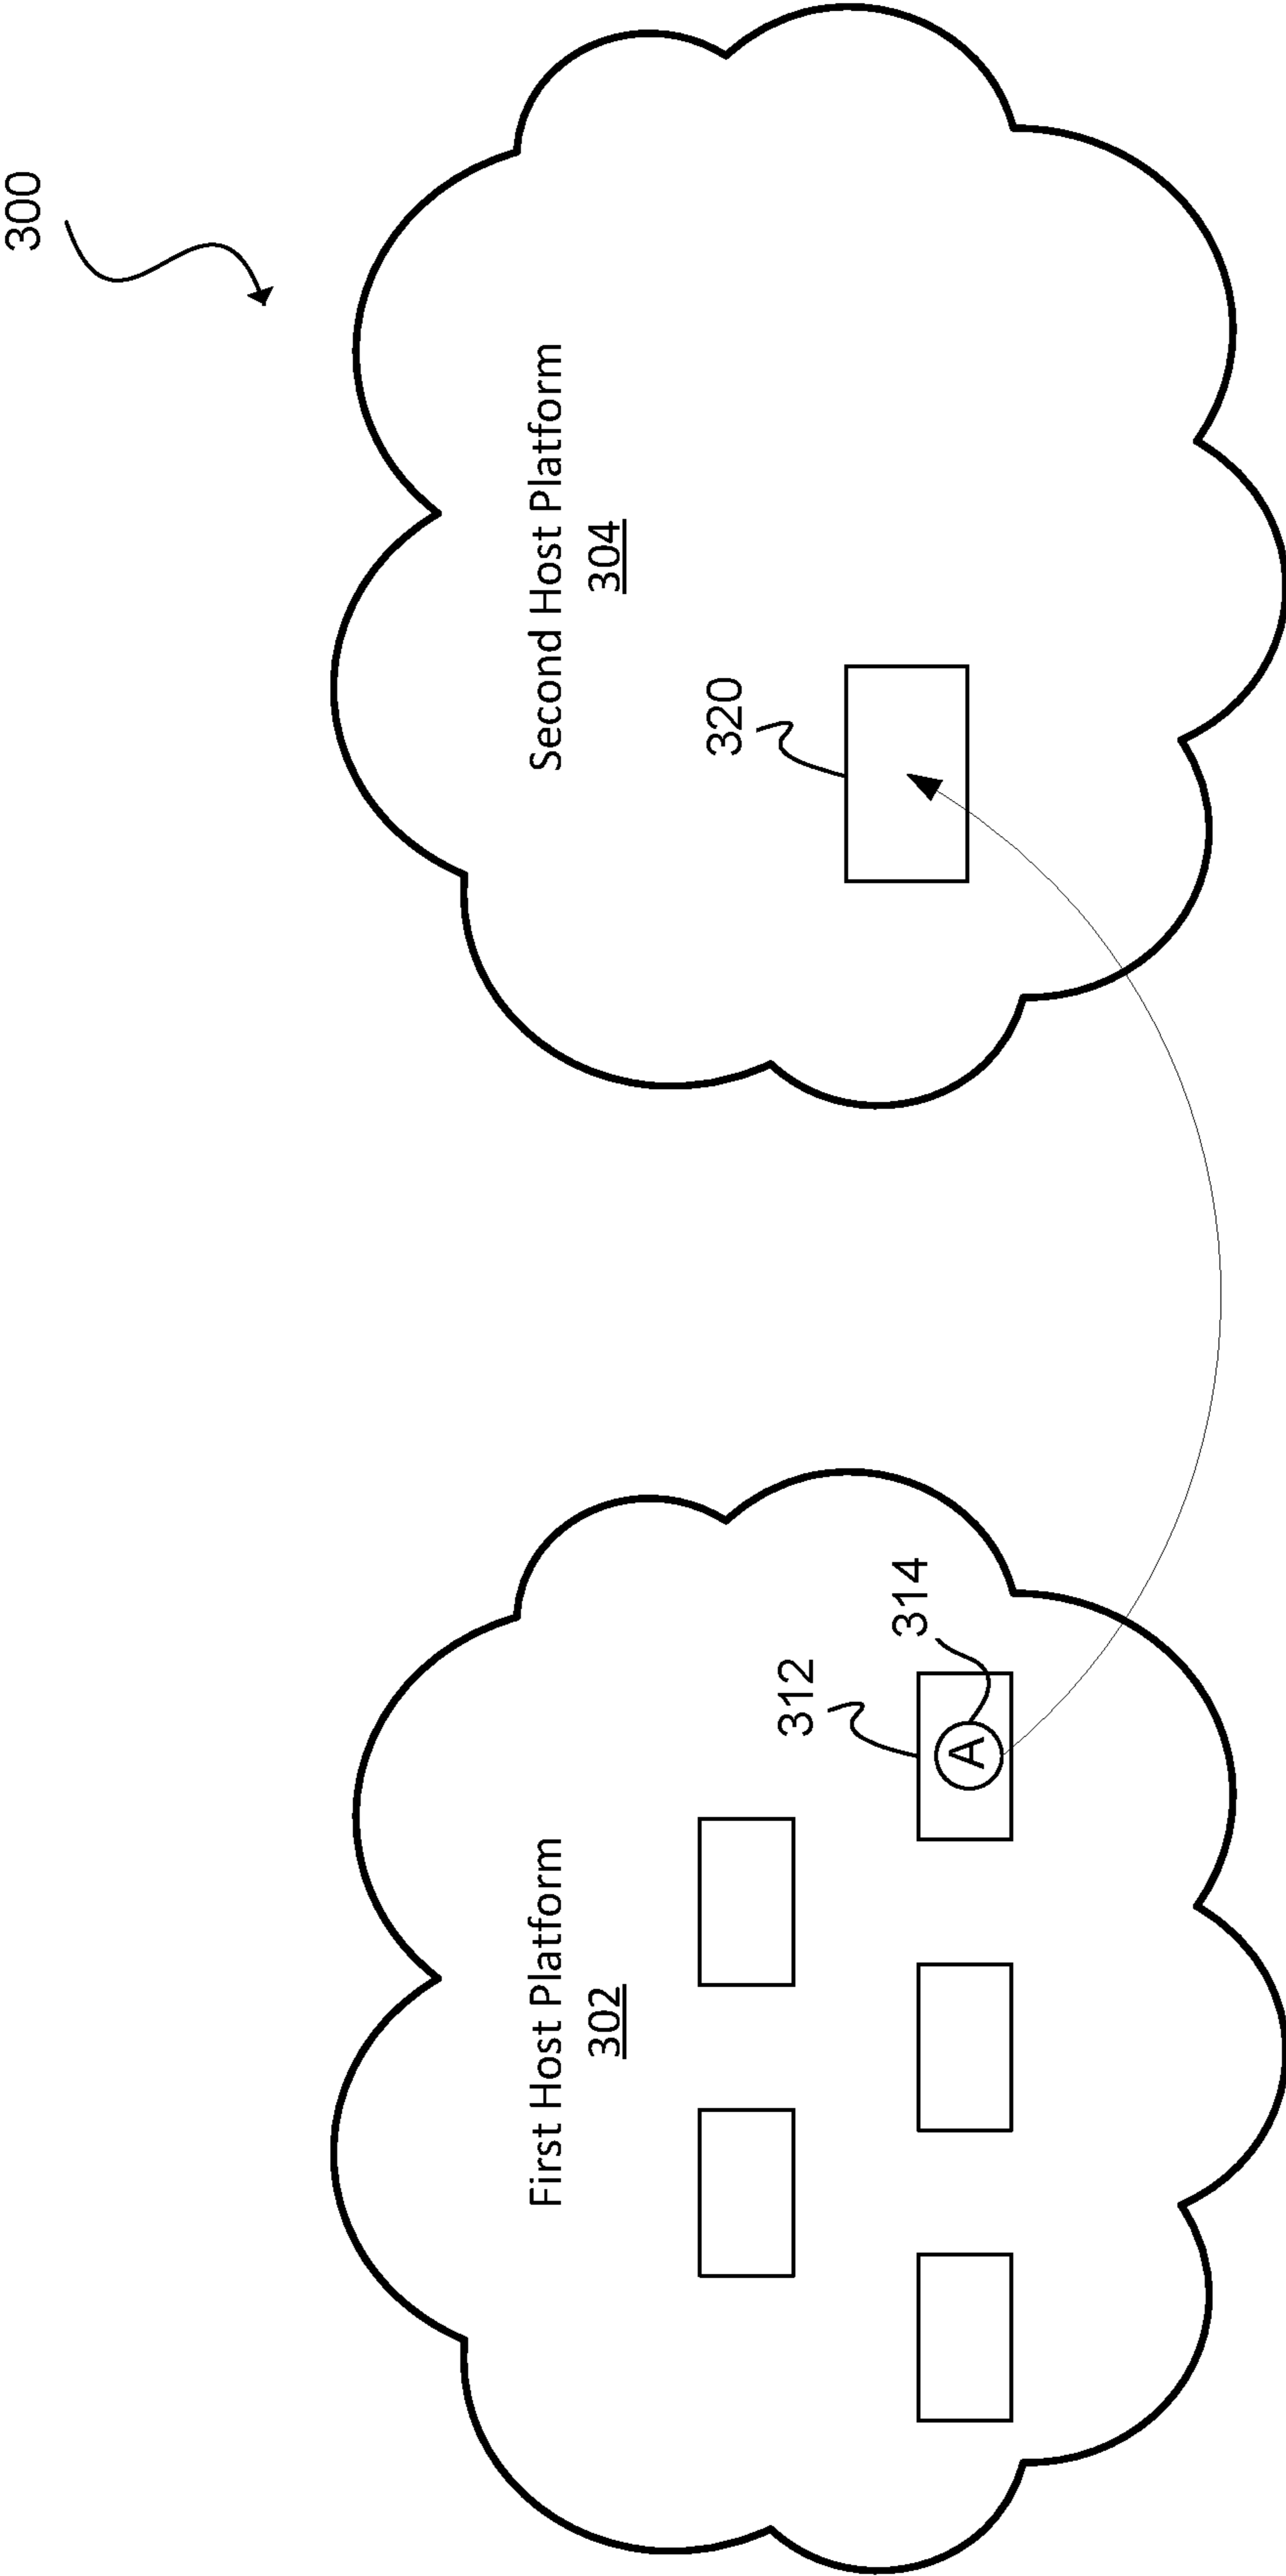 300
First Host Platform
302
Second Host Platform
304
312
314
A
320